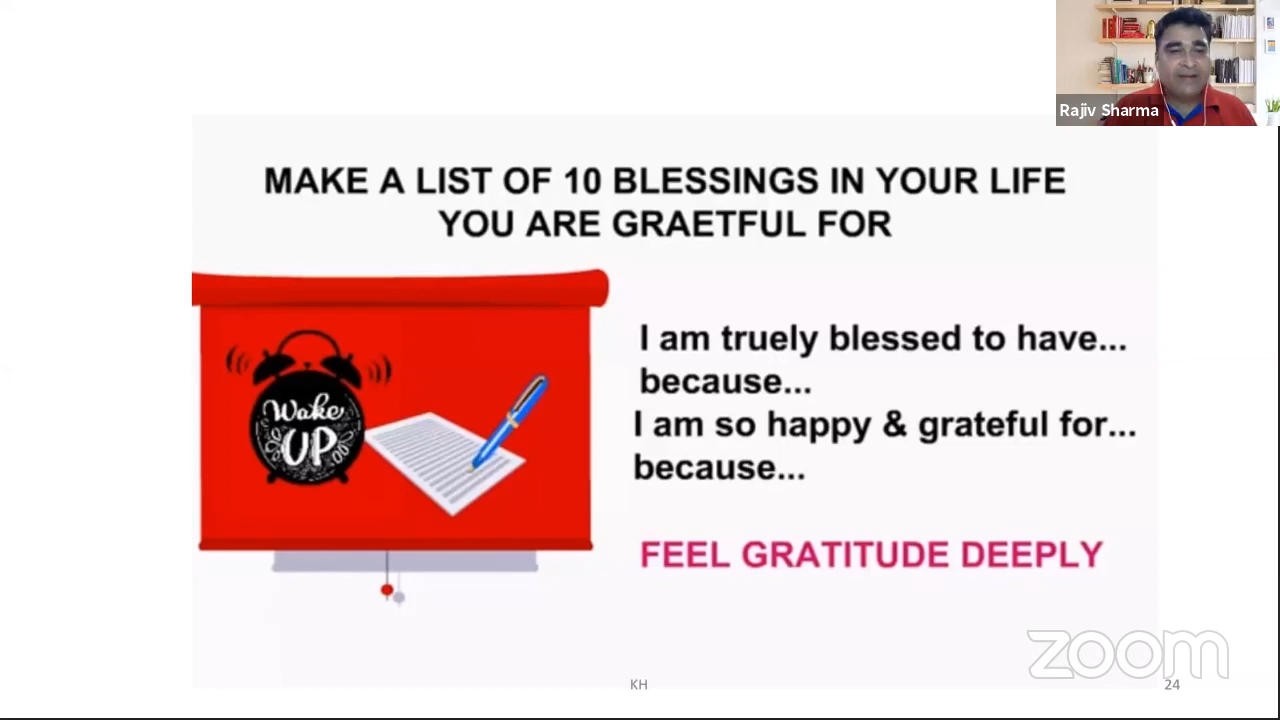 Rajiv Sharma
MAKE A LIST OF 10 BLESSINGS IN YOUR LIFE
YOU ARE GRAETFUL FOR
Wake
UP
I am truely blessed to have...
because...
I am so happy & grateful for...
because...
FEEL GRATITUDE DEEPLY
zoom
KH
24